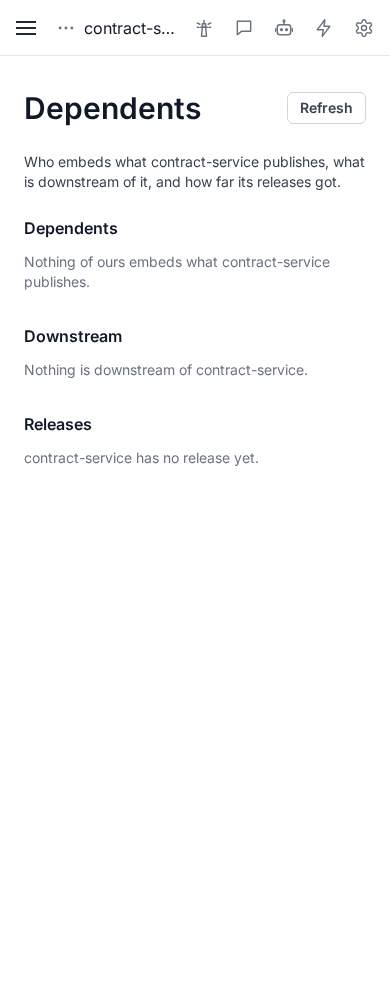 contract-s...
Dependents
Refresh
Who embeds what contract-service publishes, what
is downstream of it, and how far its releases got.
Dependents
Nothing of ours embeds what contract-service
publishes.
Downstream
Nothing is downstream of contract-service.
Releases
contract-service has no release yet.